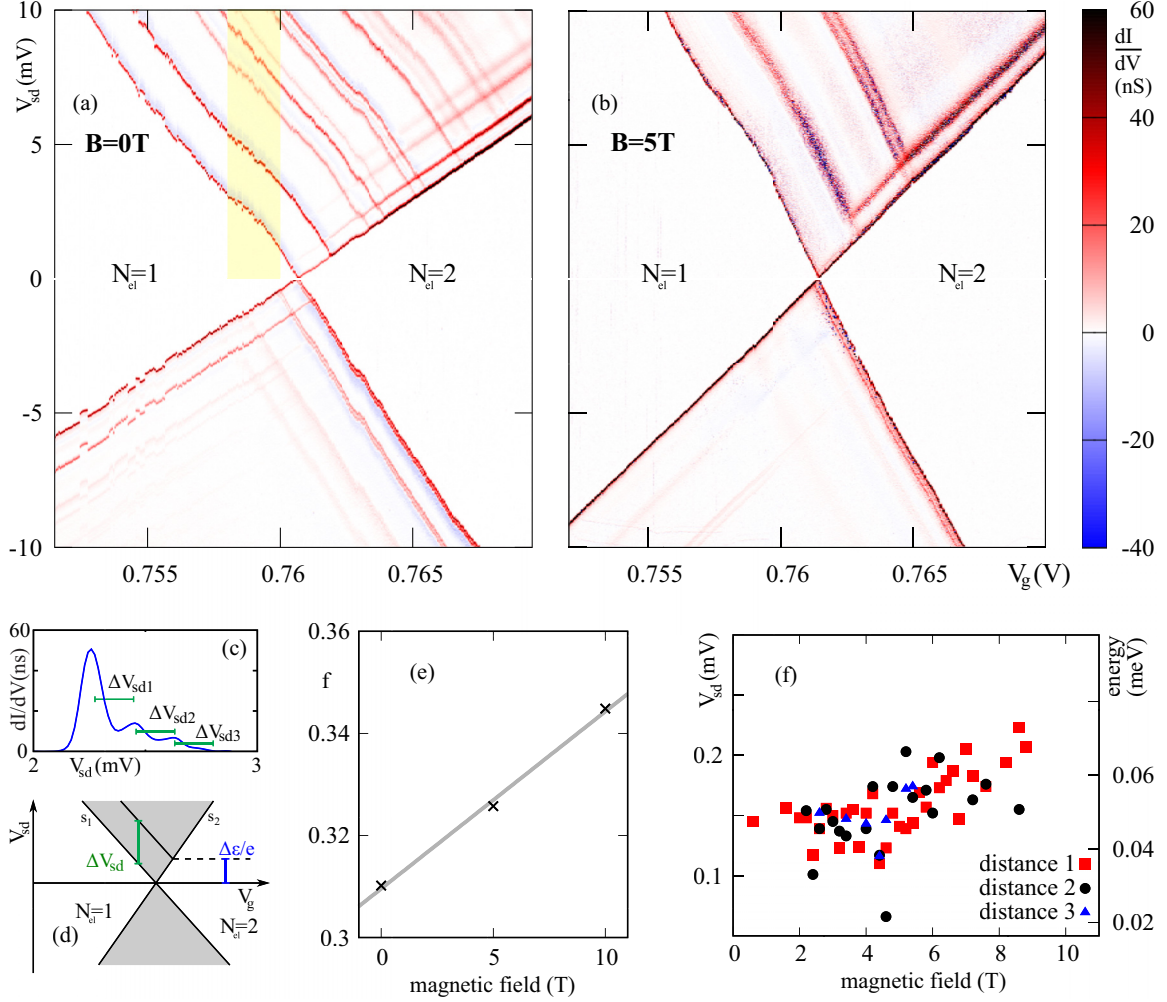 10
5
0
-5
-10
V_sd (mV)
(a)
B=0T
N_el=1
N_el=2
0.755
0.76
0.765
(b)
B=5T
N_el=1
N_el=2
0.755
0.76
0.765
V_g (V)
60
40
20
0
-20
-40
dI
dV
(nS)
60
0
dI/dV(ns)
(c)
ΔV_sd1
ΔV_sd2
ΔV_sd3
2
V_sd (mV)
3
V_sd
s_1
s_2
ΔV_sd
Δε/e
V_g
N_el=1
N_el=2
(d)
0.36
0.34
0.32
0.3
f
(e)
0
5
10
magnetic field (T)
V_sd (mV)
0.2
0.1
(f)
energy
(meV)
0.08
0.06
0.04
0.02
distance 1
distance 2
distance 3
0
2
4
6
8
10
magnetic field (T)